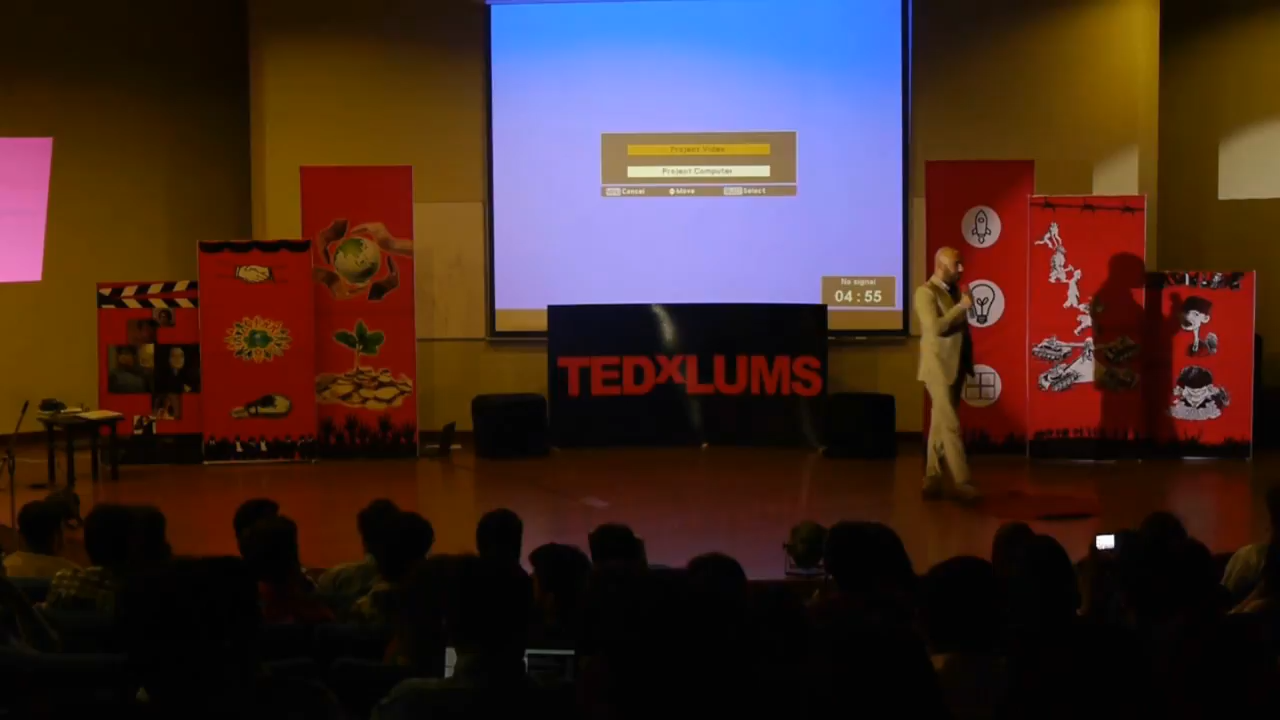 Project Video
Project Computer
Cancel Move Select
No signal
04:55
TEDxLUMS